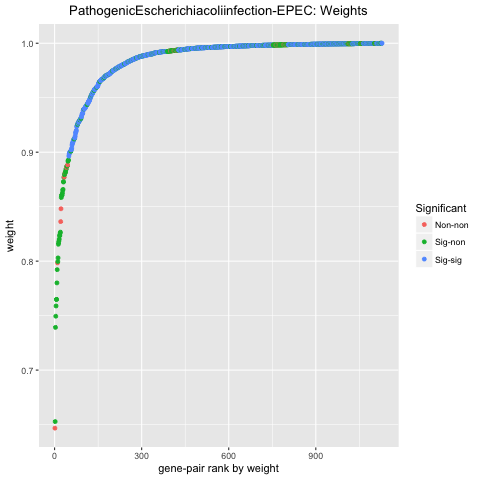 PathogenicEscherichiacoliinfection-EPEC: Weights
1.0
0.9
0.8
0.7
weight
0
300
600
900
gene-pair rank by weight
Significant
Non-non
Sig-non
Sig-sig